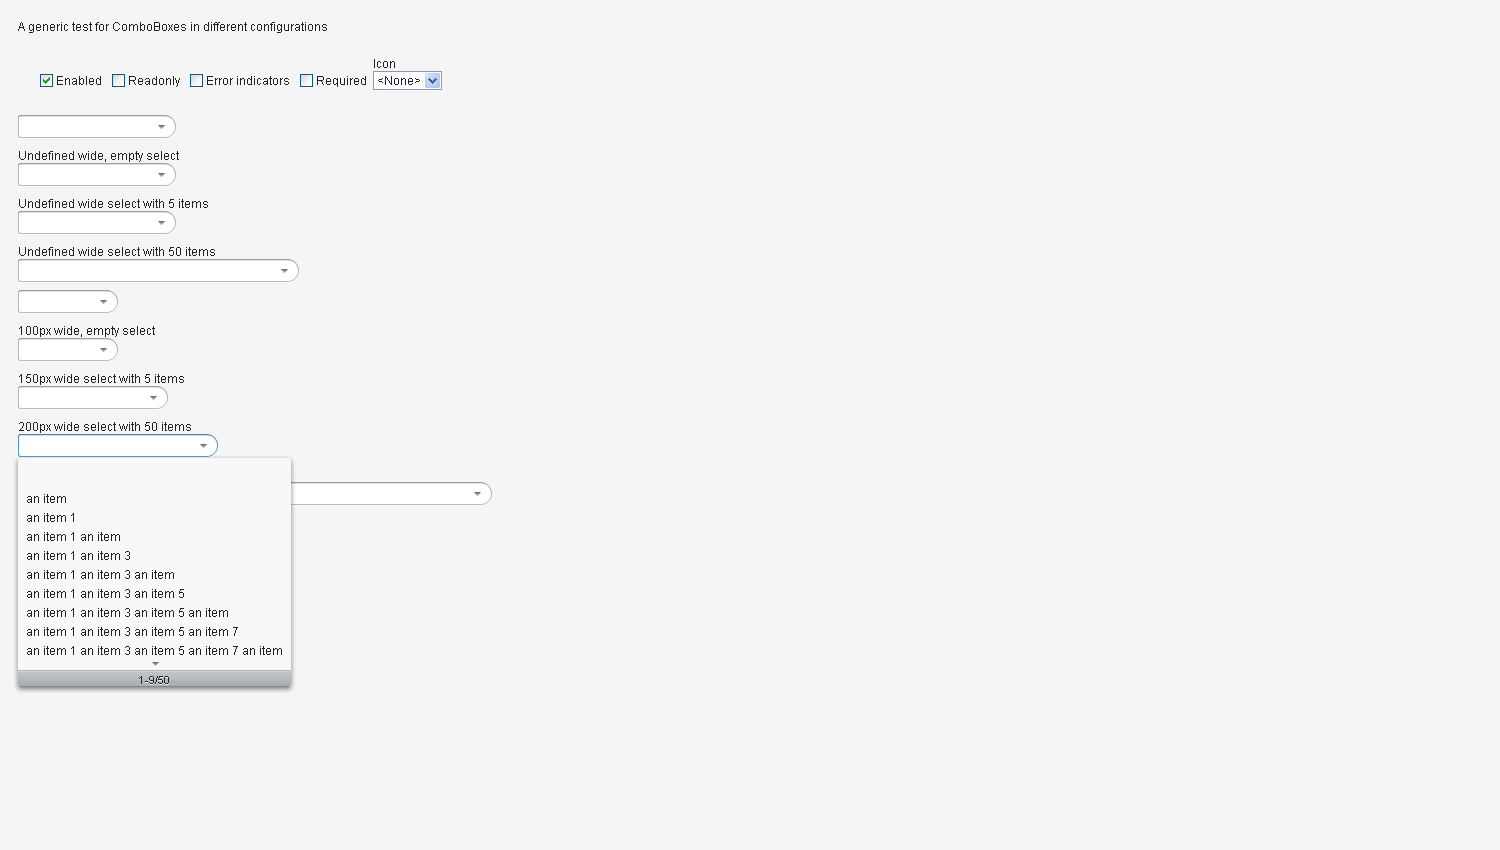 A generic test for ComboBoxes in different configurations
Icon
Enabled Readonly Error indicators Required <None>
Undefined wide, empty select
Undefined wide select with 5 items
Undefined wide select with 50 items
100px wide, empty select
150px wide select with 5 items
200px wide select with 50 items
an item
an item 1
an item 1 an item
an item 1 an item 3
an item 1 an item 3 an item
an item 1 an item 3 an item 5
an item 1 an item 3 an item 5 an item
an item 1 an item 3 an item 5 an item 7
an item 1 an item 3 an item 5 an item 7 an item
1-9/50